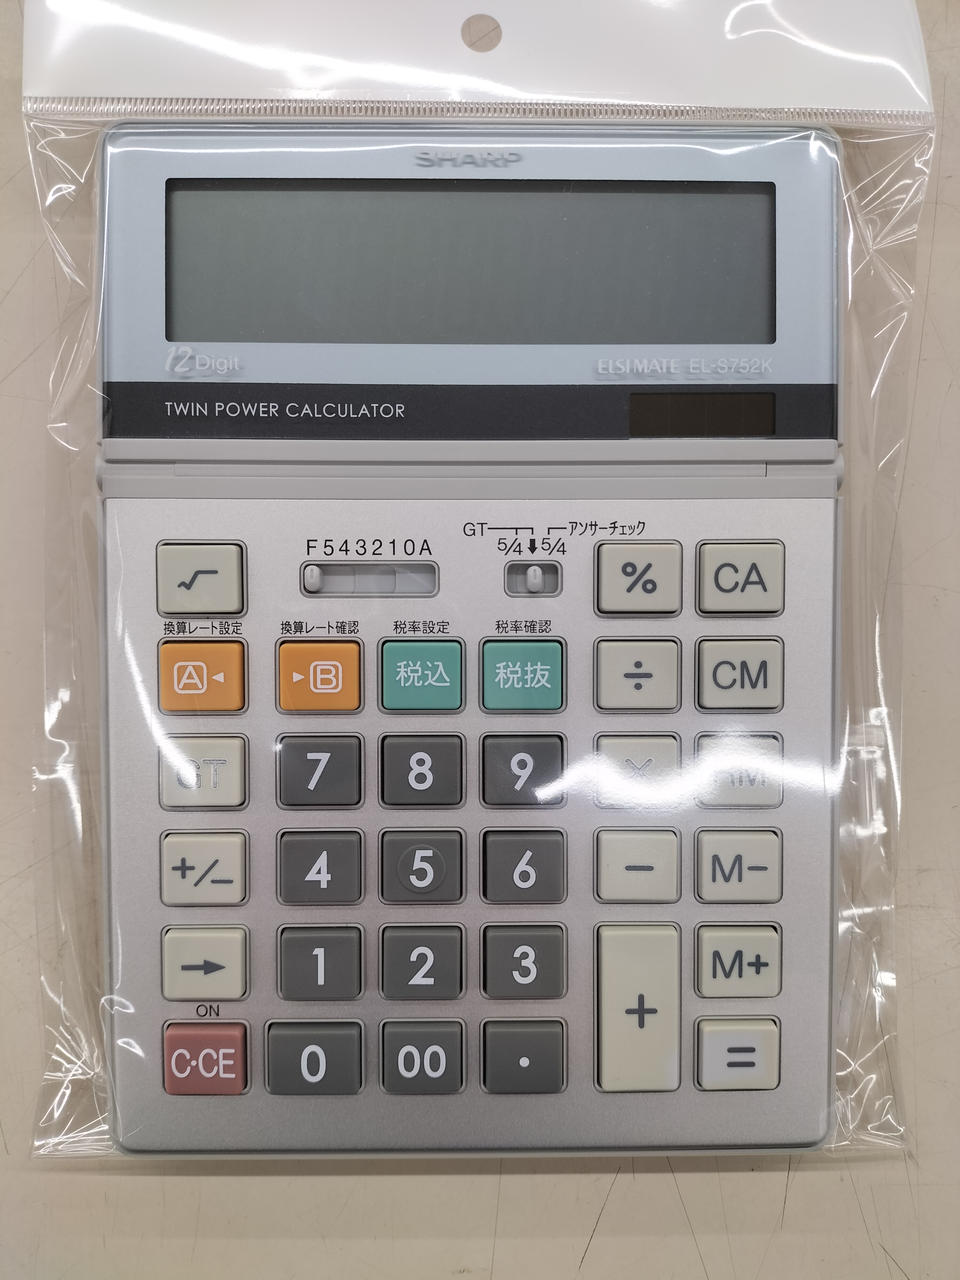 SHARP
12 Digit
ELSI MATE EL-S752K
TWIN POWER CALCULATOR
GT アンサーチェック
F543210A
5/4 ⬇ 5/4
√ % CA
換算レート設定 換算レート確認 税率設定 税率確認
A◂ ▸B 税込 税抜 ÷ CM
GT 7 8 9 × RM
+/− 4 5 6 − M−
→ 1 2 3 + M+
ON
C·CE 0 00 · =